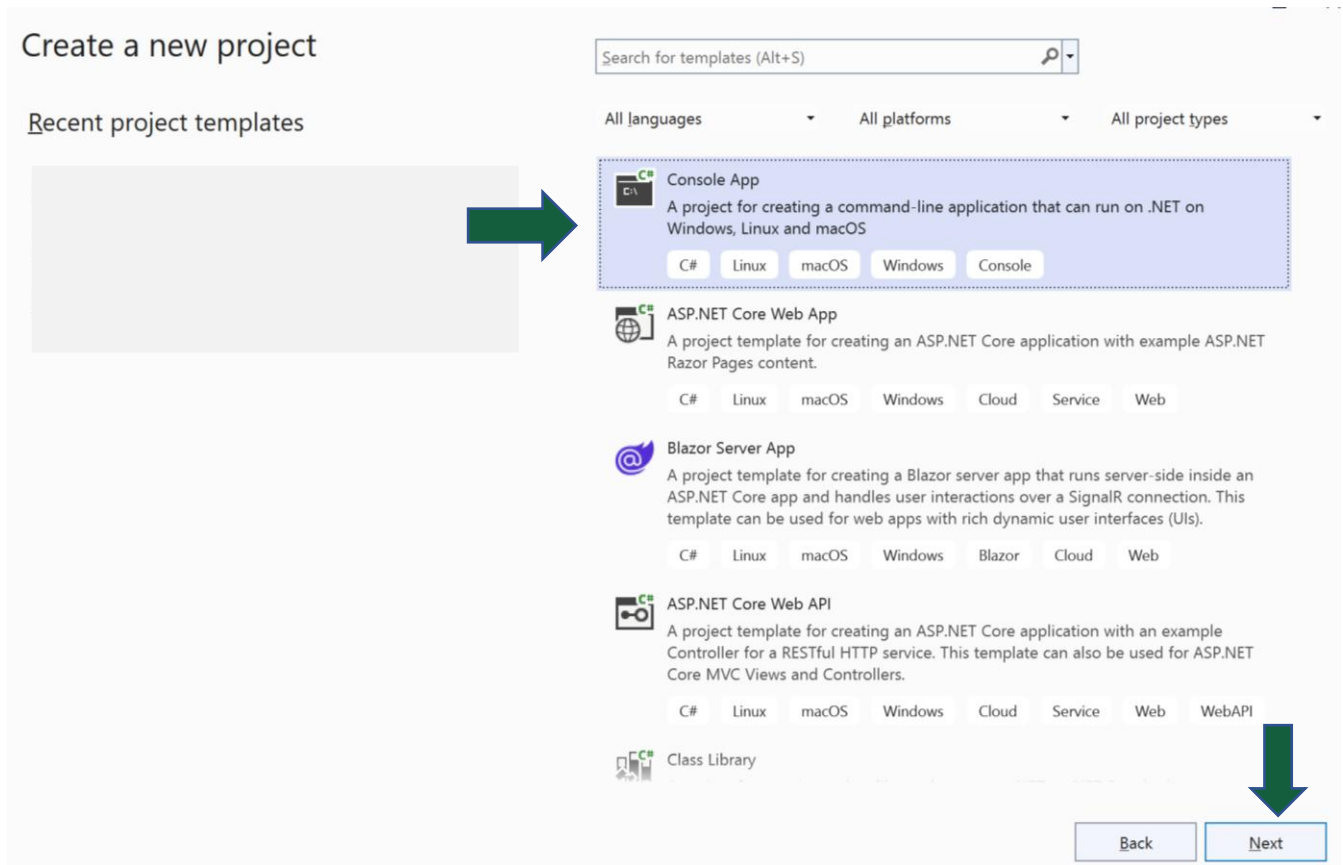 Create a new project
Search for templates (Alt+S)
Recent project templates
All languages
All platforms
All project types
C#
C:\
Console App
A project for creating a command-line application that can run on .NET on
Windows, Linux and macOS
C# Linux macOS Windows Console
C#
ASP.NET Core Web App
A project template for creating an ASP.NET Core application with example ASP.NET
Razor Pages content.
C# Linux macOS Windows Cloud Service Web
@
Blazor Server App
A project template for creating a Blazor server app that runs server-side inside an
ASP.NET Core app and handles user interactions over a SignalR connection. This
template can be used for web apps with rich dynamic user interfaces (UIs).
C# Linux macOS Windows Blazor Cloud Web
C#
ASP.NET Core Web API
A project template for creating an ASP.NET Core application with an example
Controller for a RESTful HTTP service. This template can also be used for ASP.NET
Core MVC Views and Controllers.
C# Linux macOS Windows Cloud Service Web WebAPI
C#
Class Library
Back
Next